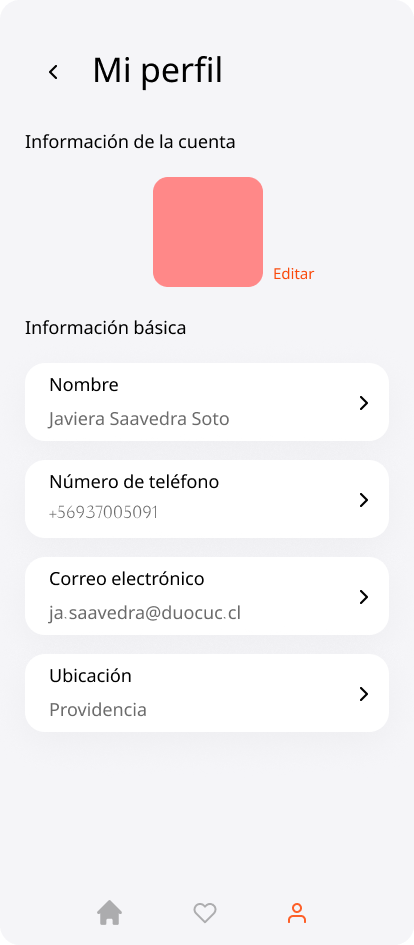 Mi perfil
Información de la cuenta
Editar
Información básica
Nombre
Javiera Saavedra Soto
Número de teléfono
+56937005091
Correo electrónico
ja.saavedra@duocuc.cl
Ubicación
Providencia